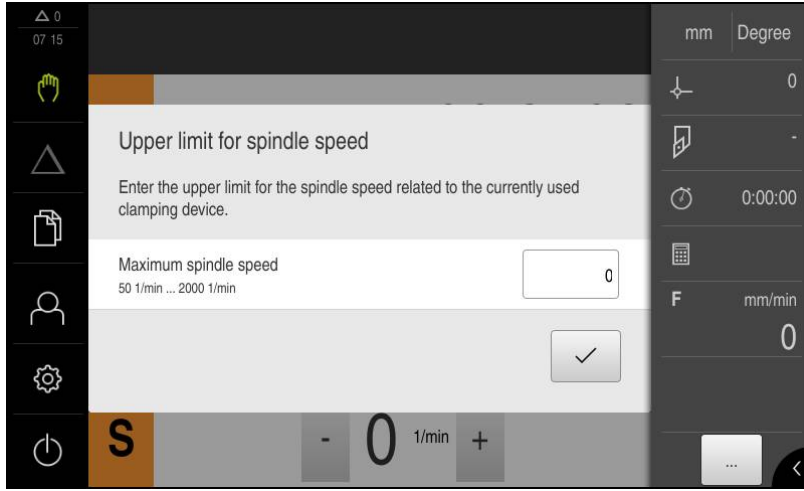 0
07 15
mm Degree
0
-
0:00:00
F mm/min
0
...
Upper limit for spindle speed
Enter the upper limit for the spindle speed related to the currently used
clamping device.
Maximum spindle speed
50 1/min ... 2000 1/min
0
S - 0 1/min +